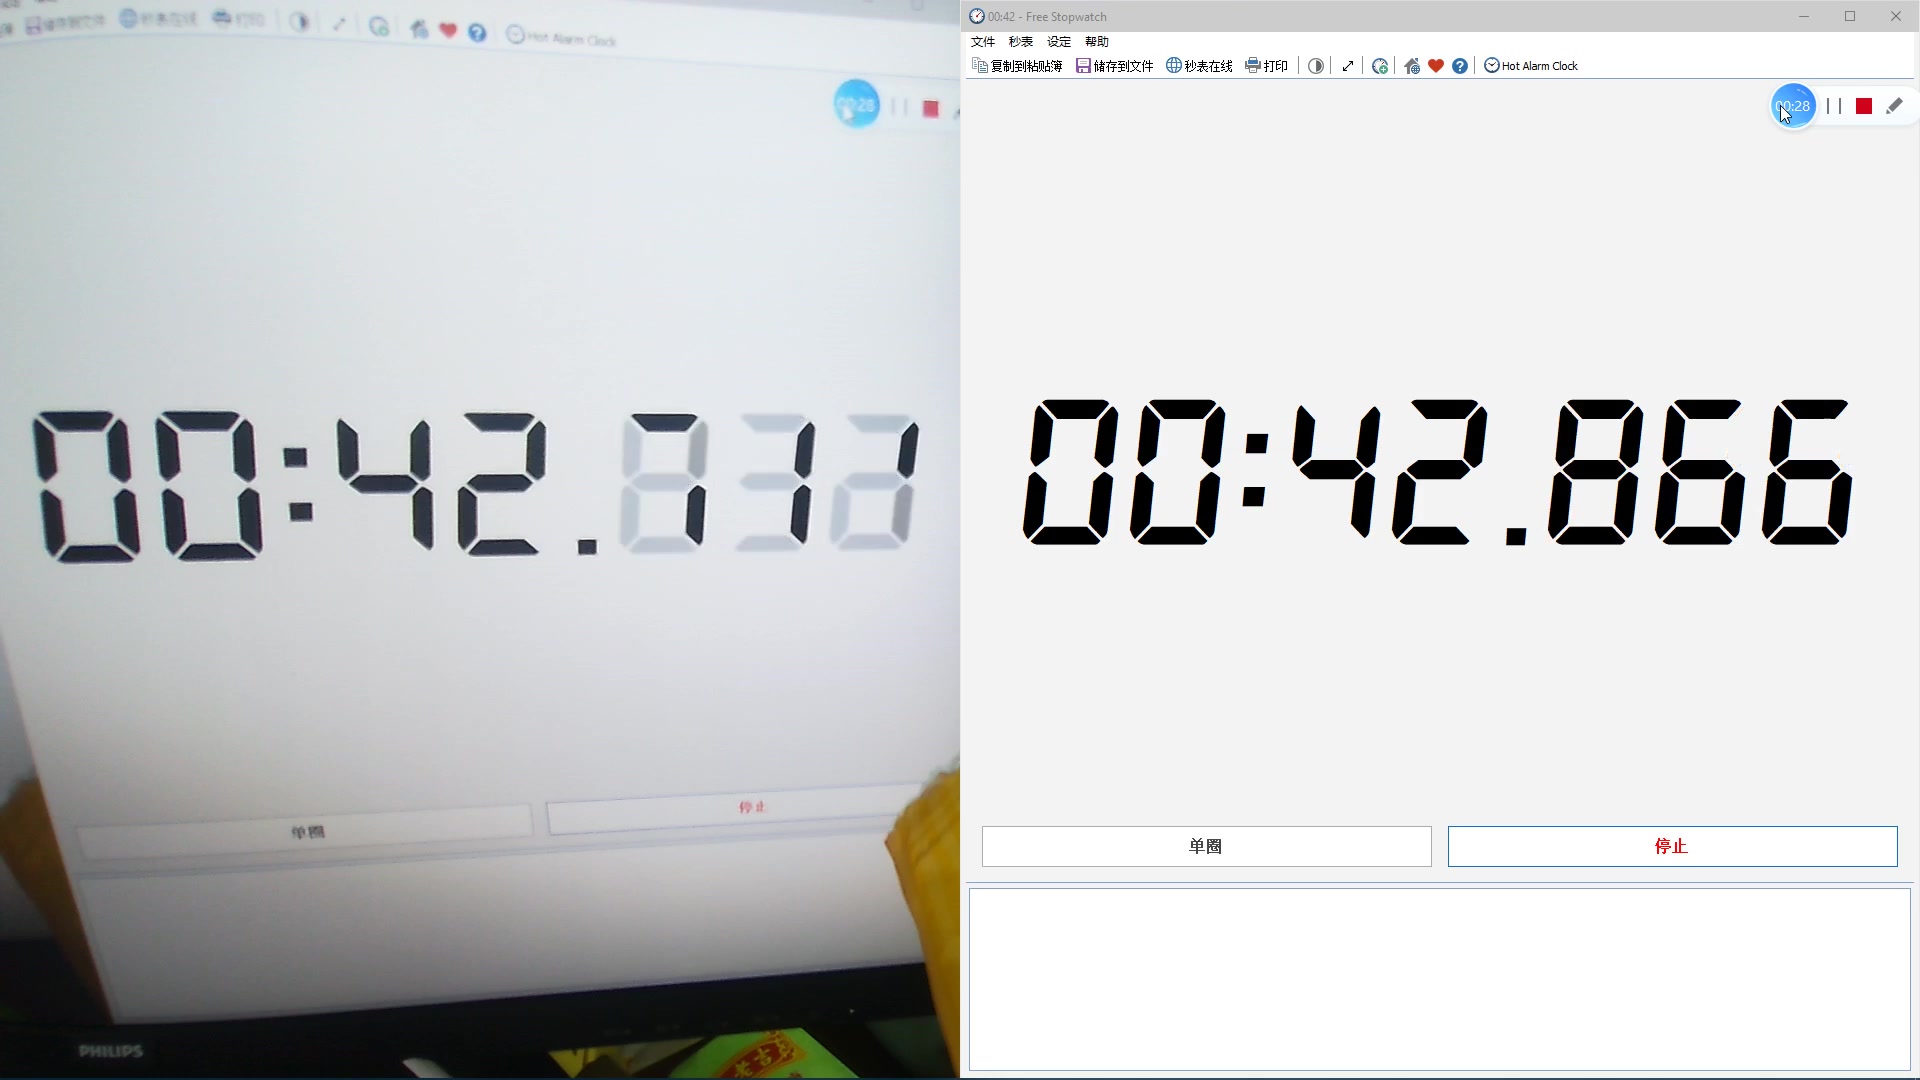 储存到文件 秒表在线 打印 Hot Alarm Clock
00:28
00:42.
单圈 停止
PHILIPS
00:42 - Free Stopwatch
文件 秒表 设定 帮助
复制到粘贴簿 储存到文件 秒表在线 打印 Hot Alarm Clock
00:28
00:42.866
单圈 停止